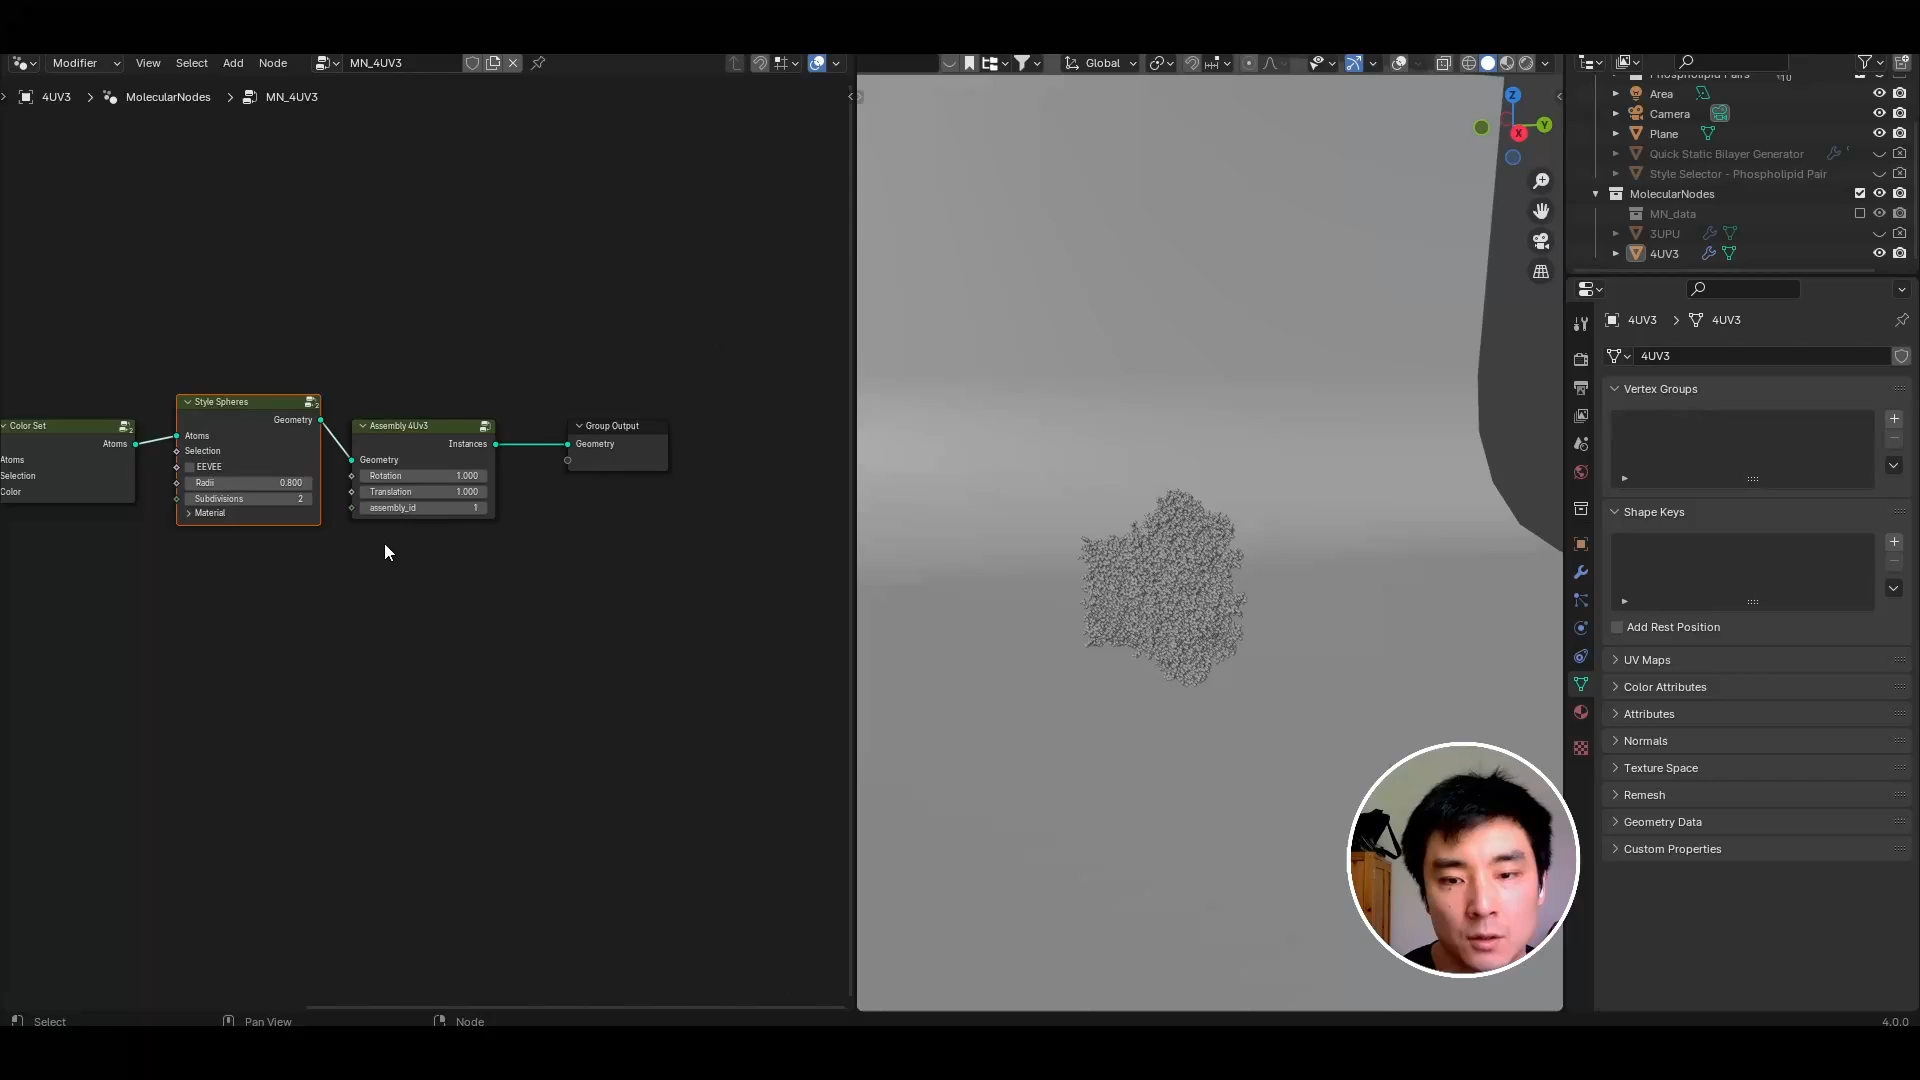 Modifier View Select Add Node MN_4UV3
4UV3 > MolecularNodes > MN_4UV3
Color Set
Atoms
Atoms
Selection
Color
Style Spheres
Geometry
Atoms
Selection
EEVEE
Radii 0.800
Subdivisions 2
Material
Assembly 4Uv3
Instances
Geometry
Rotation 1.000
Translation 1.000
assembly_id 1
Group Output
Geometry
Global
Z
Y
X
Phospholipid Pairs
Area
Camera
Plane
Quick Static Bilayer Generator
Style Selector - Phospholipid Pair
MolecularNodes
MN_data
3UPU
4UV3
4UV3 > 4UV3
4UV3
Vertex Groups
Shape Keys
Add Rest Position
UV Maps
Color Attributes
Attributes
Normals
Texture Space
Remesh
Geometry Data
Custom Properties
Select Pan View Node 4.0.0